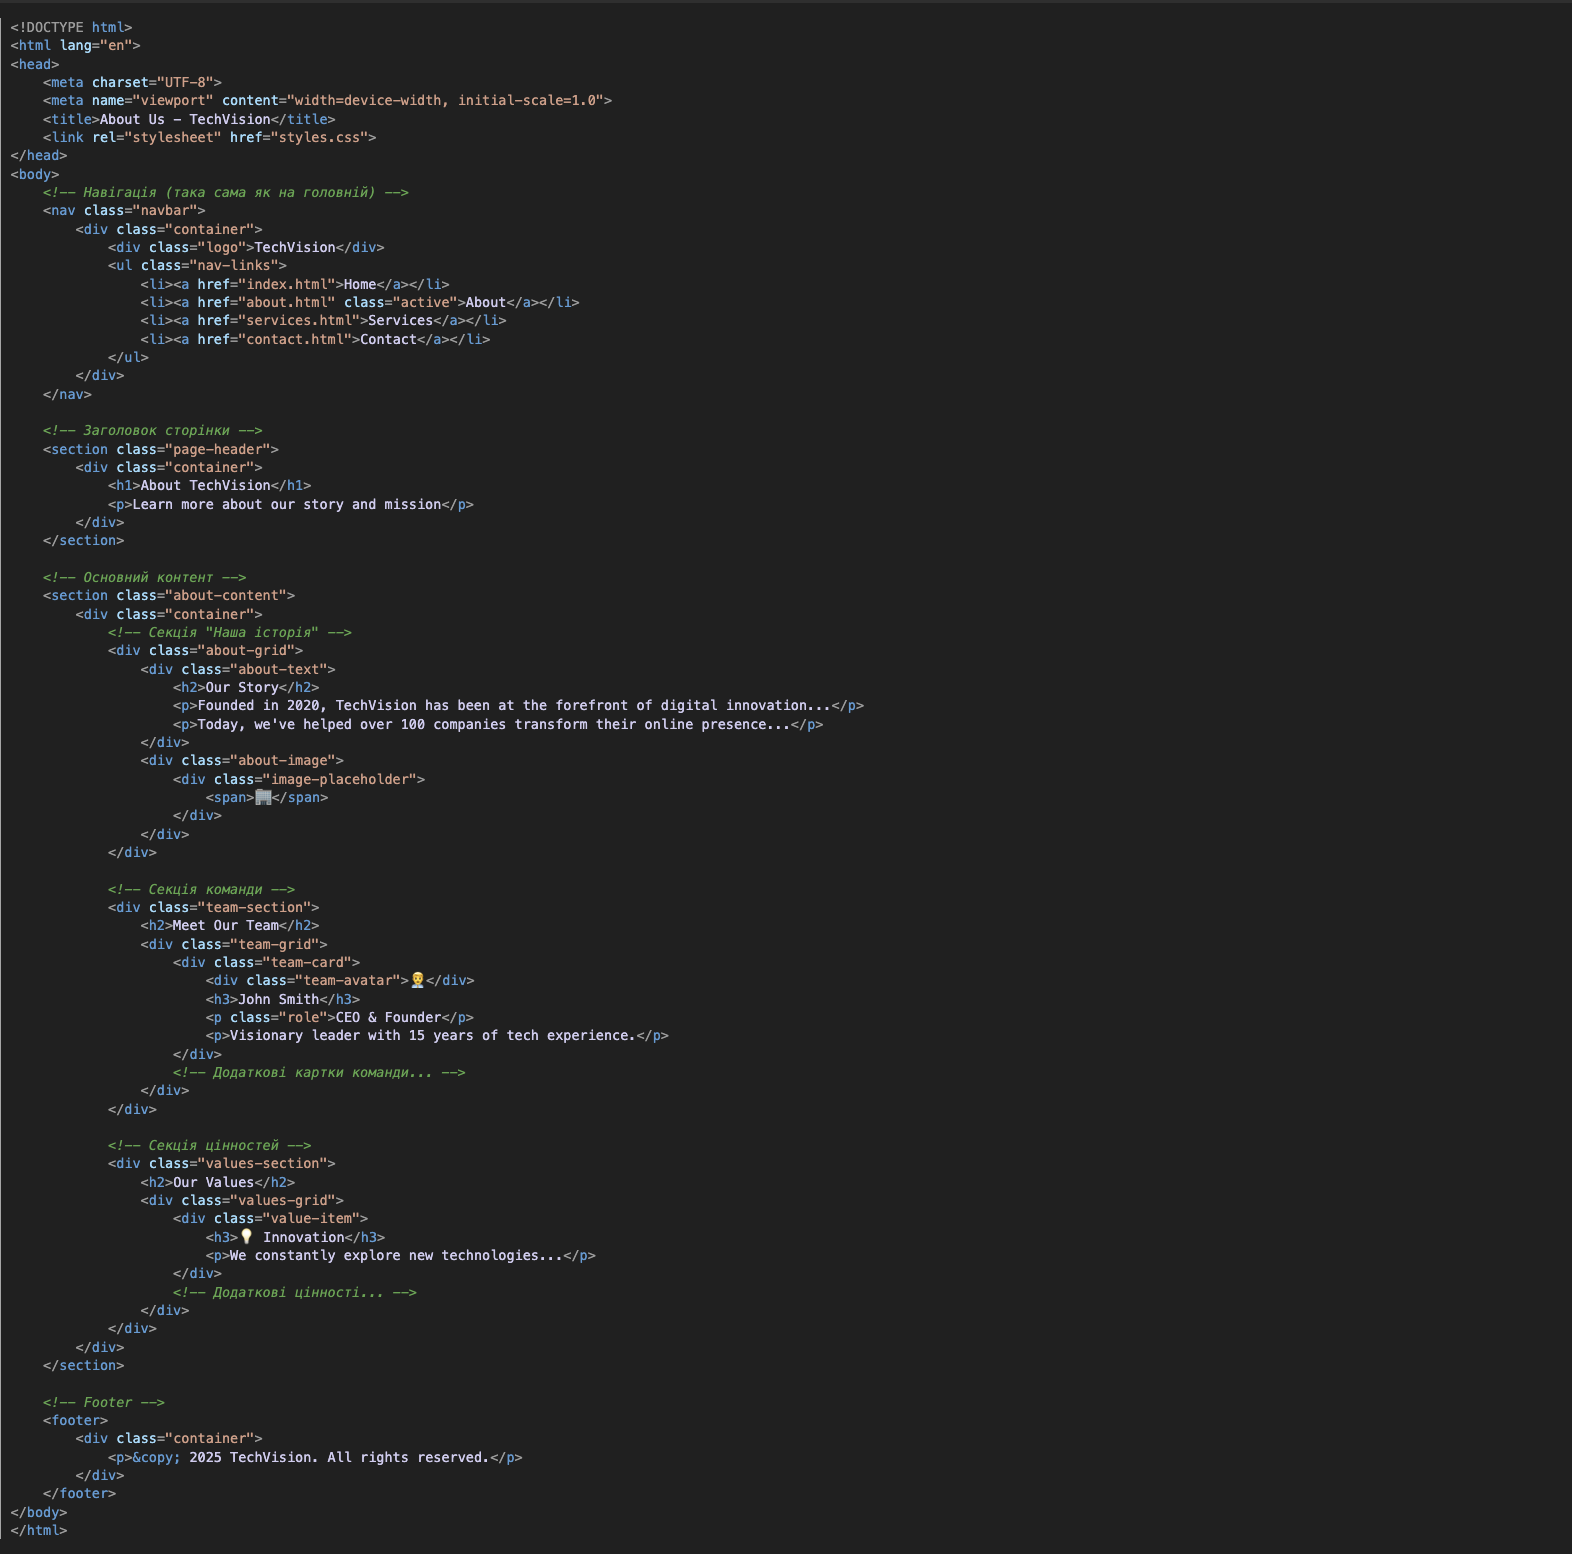 <!DOCTYPE html>
<html lang="en">
<head>
    <meta charset="UTF-8">
    <meta name="viewport" content="width=device-width, initial-scale=1.0">
    <title>About Us - TechVision</title>
    <link rel="stylesheet" href="styles.css">
</head>
<body>
    <!-- Навігація (така сама як на головній) -->
    <nav class="navbar">
        <div class="container">
            <div class="logo">TechVision</div>
            <ul class="nav-links">
                <li><a href="index.html">Home</a></li>
                <li><a href="about.html" class="active">About</a></li>
                <li><a href="services.html">Services</a></li>
                <li><a href="contact.html">Contact</a></li>
            </ul>
        </div>
    </nav>

    <!-- Заголовок сторінки -->
    <section class="page-header">
        <div class="container">
            <h1>About TechVision</h1>
            <p>Learn more about our story and mission</p>
        </div>
    </section>

    <!-- Основний контент -->
    <section class="about-content">
        <div class="container">
            <!-- Секція "Наша історія" -->
            <div class="about-grid">
                <div class="about-text">
                    <h2>Our Story</h2>
                    <p>Founded in 2020, TechVision has been at the forefront of digital innovation...</p>
                    <p>Today, we've helped over 100 companies transform their online presence...</p>
                </div>
                <div class="about-image">
                    <div class="image-placeholder">
                        <span>🏢</span>
                    </div>
                </div>
            </div>

            <!-- Секція команди -->
            <div class="team-section">
                <h2>Meet Our Team</h2>
                <div class="team-grid">
                    <div class="team-card">
                        <div class="team-avatar">👨‍💼</div>
                        <h3>John Smith</h3>
                        <p class="role">CEO & Founder</p>
                        <p>Visionary leader with 15 years of tech experience.</p>
                    </div>
                    <!-- Додаткові картки команди... -->
                </div>
            </div>

            <!-- Секція цінностей -->
            <div class="values-section">
                <h2>Our Values</h2>
                <div class="values-grid">
                    <div class="value-item">
                        <h3>💡 Innovation</h3>
                        <p>We constantly explore new technologies...</p>
                    </div>
                    <!-- Додаткові цінності... -->
                </div>
            </div>
        </div>
    </section>

    <!-- Footer -->
    <footer>
        <div class="container">
            <p>&copy; 2025 TechVision. All rights reserved.</p>
        </div>
    </footer>
</body>
</html>